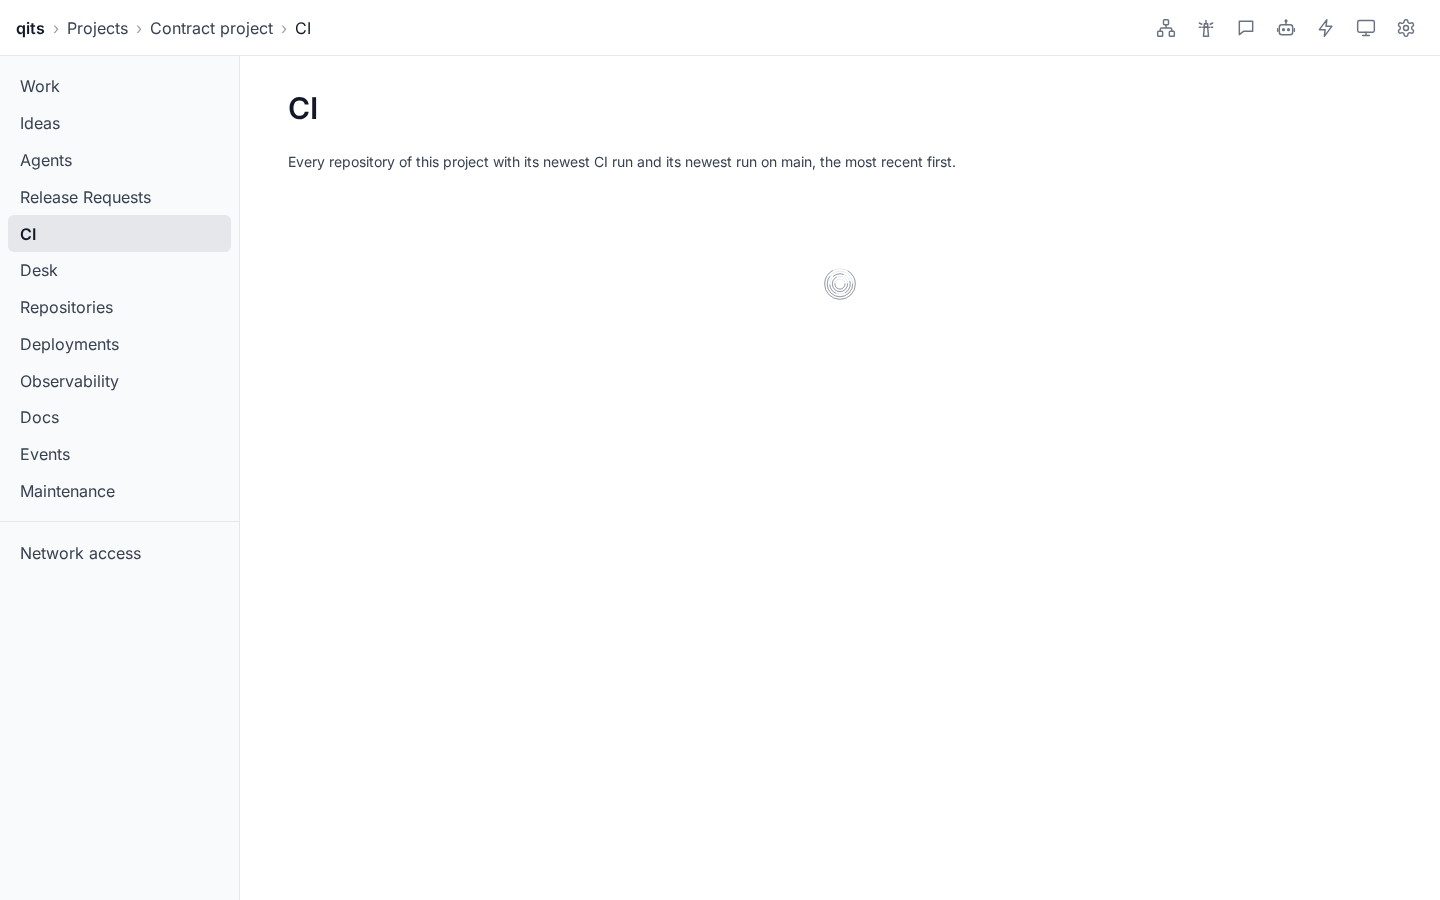 qits › Projects › Contract project › CI
Work
Ideas
Agents
Release Requests
CI
Desk
Repositories
Deployments
Observability
Docs
Events
Maintenance
Network access
CI
Every repository of this project with its newest CI run and its newest run on main, the most recent first.